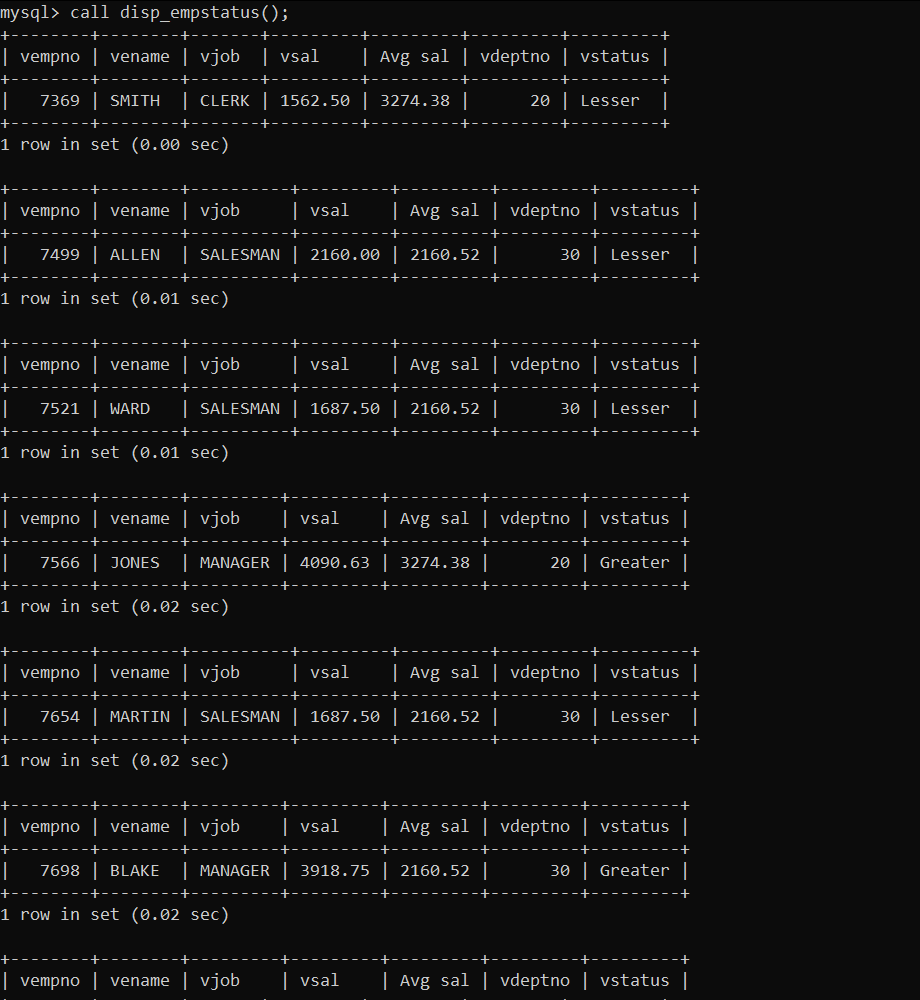 mysql> call disp_empstatus();
+--------+--------+-------+---------+---------+---------+---------+
| vempno | vename | vjob  | vsal    | Avg sal | vdeptno | vstatus |
+--------+--------+-------+---------+---------+---------+---------+
|   7369 | SMITH  | CLERK | 1562.50 | 3274.38 |      20 | Lesser  |
+--------+--------+-------+---------+---------+---------+---------+
1 row in set (0.00 sec)

+--------+--------+----------+---------+---------+---------+---------+
| vempno | vename | vjob     | vsal    | Avg sal | vdeptno | vstatus |
+--------+--------+----------+---------+---------+---------+---------+
|   7499 | ALLEN  | SALESMAN | 2160.00 | 2160.52 |      30 | Lesser  |
+--------+--------+----------+---------+---------+---------+---------+
1 row in set (0.01 sec)

+--------+--------+----------+---------+---------+---------+---------+
| vempno | vename | vjob     | vsal    | Avg sal | vdeptno | vstatus |
+--------+--------+----------+---------+---------+---------+---------+
|   7521 | WARD   | SALESMAN | 1687.50 | 2160.52 |      30 | Lesser  |
+--------+--------+----------+---------+---------+---------+---------+
1 row in set (0.01 sec)

+--------+--------+---------+---------+---------+---------+---------+
| vempno | vename | vjob    | vsal    | Avg sal | vdeptno | vstatus |
+--------+--------+---------+---------+---------+---------+---------+
|   7566 | JONES  | MANAGER | 4090.63 | 3274.38 |      20 | Greater |
+--------+--------+---------+---------+---------+---------+---------+
1 row in set (0.02 sec)

+--------+--------+----------+---------+---------+---------+---------+
| vempno | vename | vjob     | vsal    | Avg sal | vdeptno | vstatus |
+--------+--------+----------+---------+---------+---------+---------+
|   7654 | MARTIN | SALESMAN | 1687.50 | 2160.52 |      30 | Lesser  |
+--------+--------+----------+---------+---------+---------+---------+
1 row in set (0.02 sec)

+--------+--------+---------+---------+---------+---------+---------+
| vempno | vename | vjob    | vsal    | Avg sal | vdeptno | vstatus |
+--------+--------+---------+---------+---------+---------+---------+
|   7698 | BLAKE  | MANAGER | 3918.75 | 2160.52 |      30 | Greater |
+--------+--------+---------+---------+---------+---------+---------+
1 row in set (0.02 sec)

+--------+--------+---------+---------+---------+---------+---------+
| vempno | vename | vjob    | vsal    | Avg sal | vdeptno | vstatus |